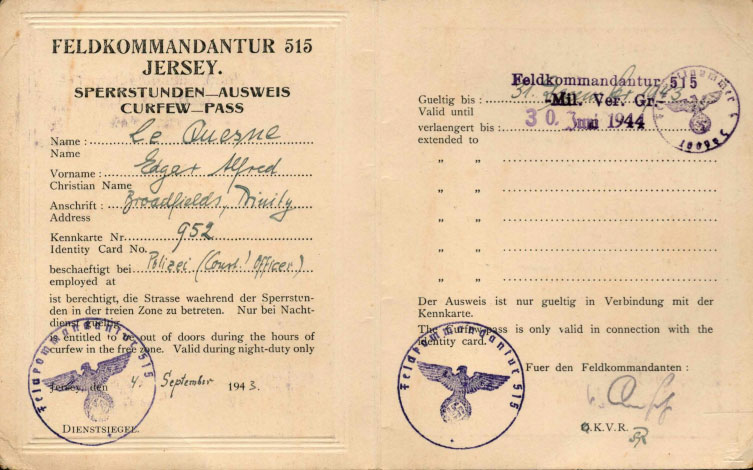 FELDKOMMANDANTUR 515
JERSEY.
SPERRSTUNDEN—AUSWEIS
CURFEW—PASS
Name : Le Quesne
Name
Vorname : Edgar Alfred
Christian Name
Anschrift : Broadfields, Trinity
Address
Kennkarte Nr. 952
Identity Card No.
beschaeftigt bei Polizei (Const. Officer)
employed at
ist berechtigt, die Strasse waehrend der Sperrstun-
den in der freien Zone zu betreten. Nur bei Nacht-
dienst gueltig.
is entitled to be out of doors during the hours of
curfew in the free zone. Valid during night-duty only
Feldkommandantur 515
Jersey, den 4. September 1943.
DIENSTSIEGEL
Feldkommandantur 515
Gueltig bis : 31. Dezember 1943
Mil. Ver. Gr.
Valid until
verlaengert bis : 30. Juni 1944
extended to
" "
" "
" "
" "
" "
Der Ausweis ist nur gueltig in Verbindung mit der
Kennkarte.
The curfew pass is only valid in connection with the
identity card.
Feldkommandantur 515
Fuer den Feldkommandanten :
O.K.V.R.